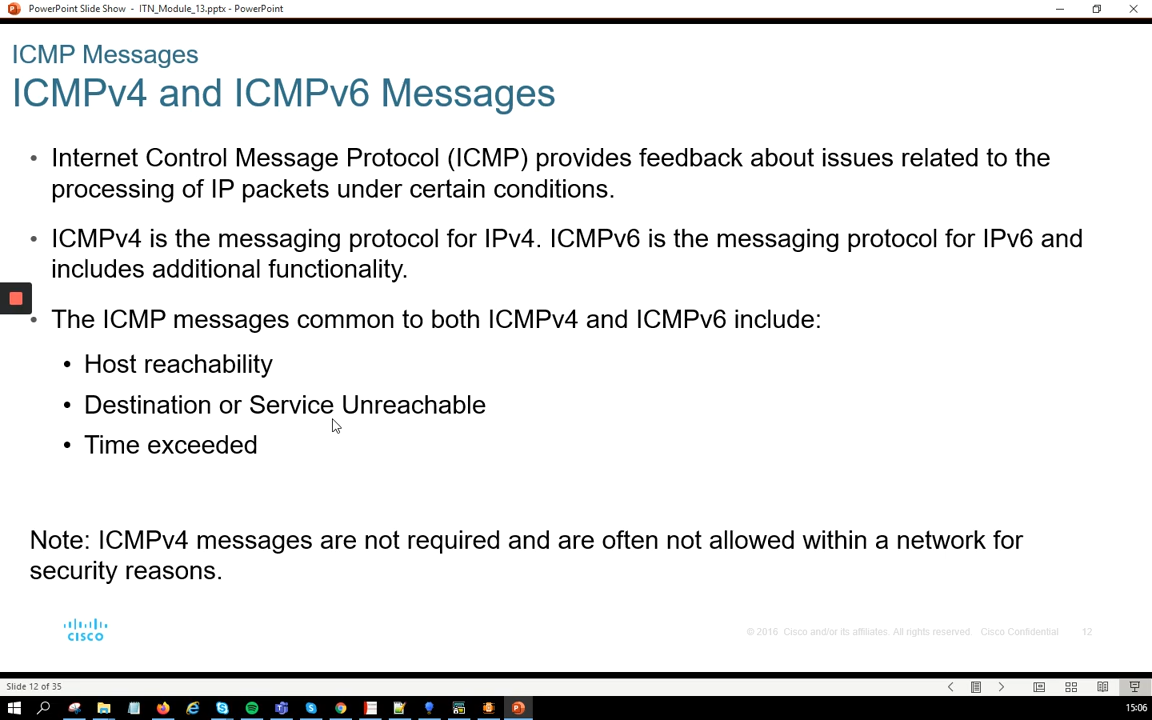 PowerPoint Slide Show - ITN_Module_13.pptx - PowerPoint
ICMP Messages
ICMPv4 and ICMPv6 Messages
• Internet Control Message Protocol (ICMP) provides feedback about issues related to the
processing of IP packets under certain conditions.
• ICMPv4 is the messaging protocol for IPv4. ICMPv6 is the messaging protocol for IPv6 and
includes additional functionality.
• The ICMP messages common to both ICMPv4 and ICMPv6 include:
• Host reachability
• Destination or Service Unreachable
• Time exceeded
Note: ICMPv4 messages are not required and are often not allowed within a network for
security reasons.
CISCO
© 2016 Cisco and/or its affiliates. All rights reserved. Cisco Confidential 12
Slide 12 of 35
15:06